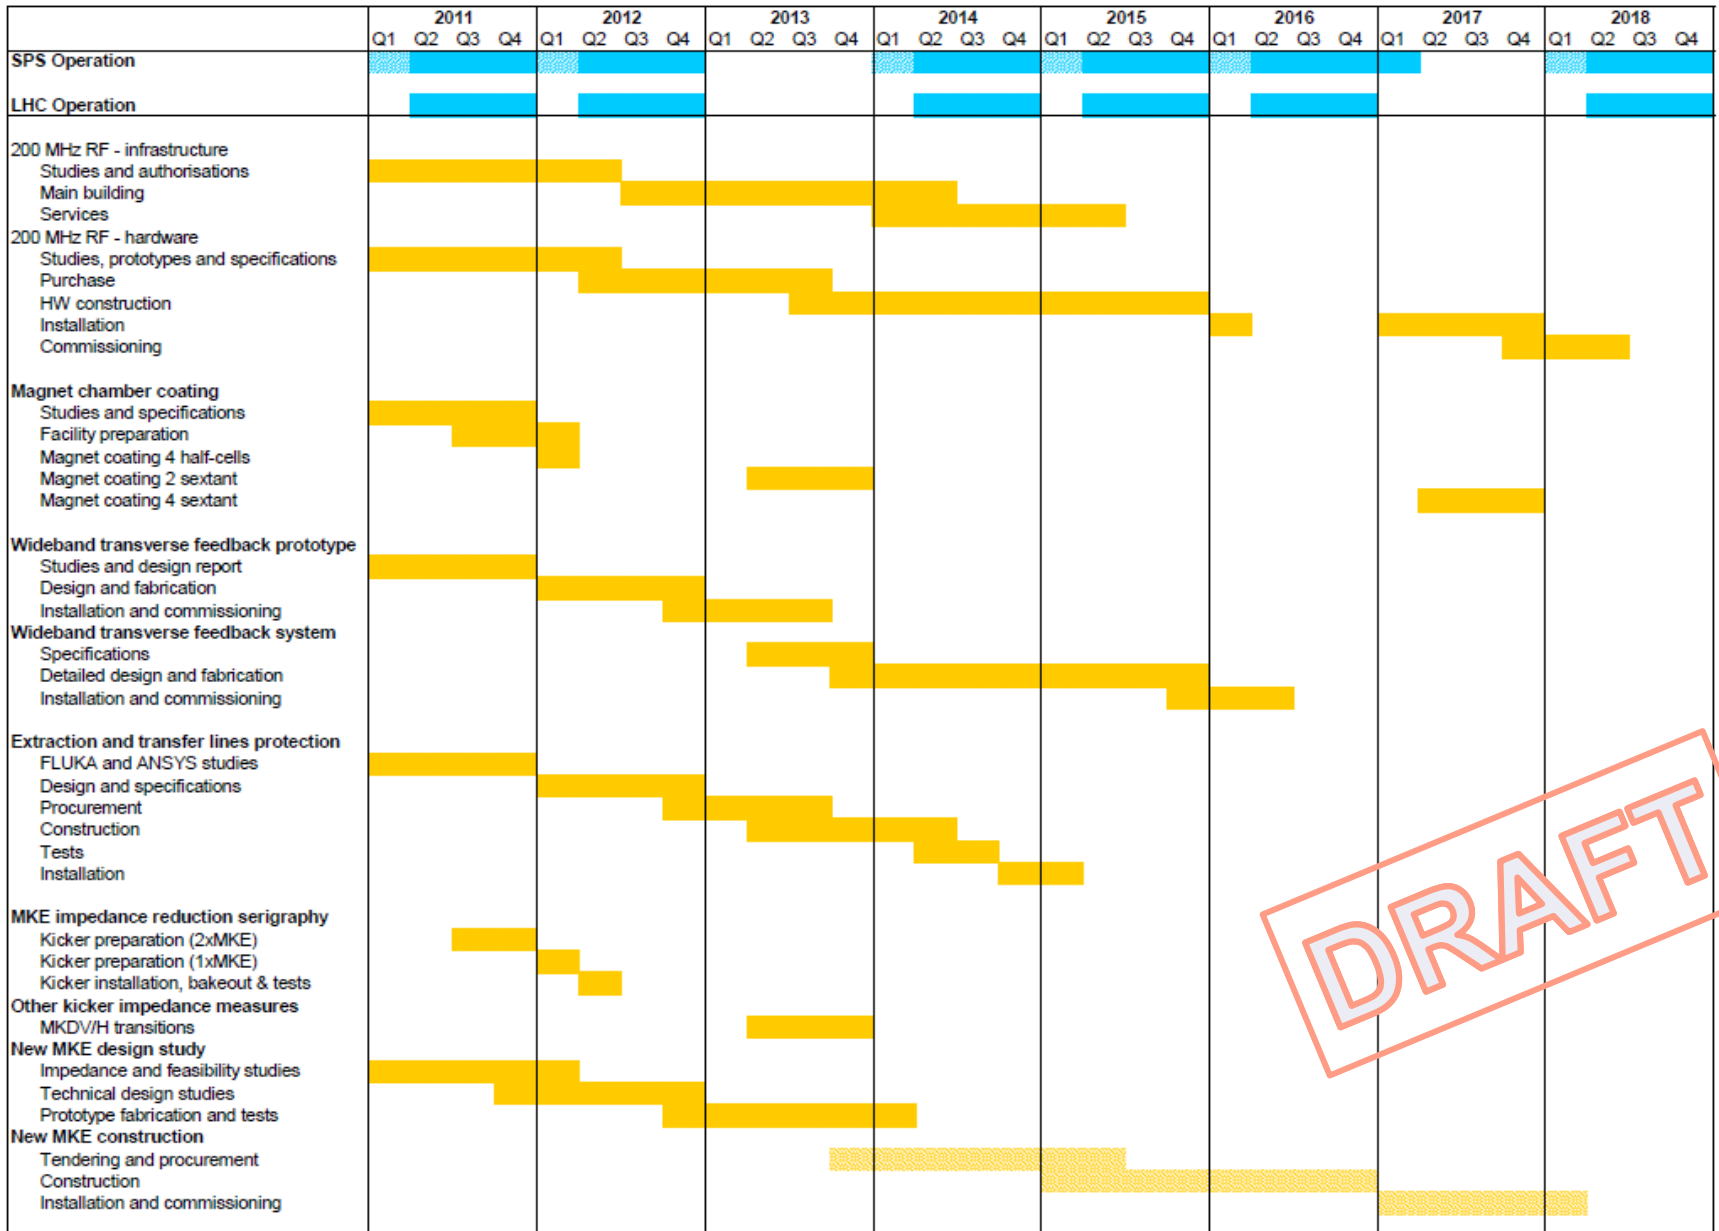 2011 2012 2013 2014 2015 2016 2017 2018
Q1 Q2 Q3 Q4 Q1 Q2 Q3 Q4 Q1 Q2 Q3 Q4 Q1 Q2 Q3 Q4 Q1 Q2 Q3 Q4 Q1 Q2 Q3 Q4 Q1 Q2 Q3 Q4 Q1 Q2 Q3 Q4
SPS Operation
LHC Operation
200 MHz RF - infrastructure
Studies and authorisations
Main building
Services
200 MHz RF - hardware
Studies, prototypes and specifications
Purchase
HW construction
Installation
Commissioning
Magnet chamber coating
Studies and specifications
Facility preparation
Magnet coating 4 half-cells
Magnet coating 2 sextant
Magnet coating 4 sextant
Wideband transverse feedback prototype
Studies and design report
Design and fabrication
Installation and commissioning
Wideband transverse feedback system
Specifications
Detailed design and fabrication
Installation and commissioning
Extraction and transfer lines protection
FLUKA and ANSYS studies
Design and specifications
Procurement
Construction
Tests
Installation
MKE impedance reduction serigraphy
Kicker preparation (2xMKE)
Kicker preparation (1xMKE)
Kicker installation, bakeout & tests
Other kicker impedance measures
MKDV/H transitions
New MKE design study
Impedance and feasibility studies
Technical design studies
Prototype fabrication and tests
New MKE construction
Tendering and procurement
Construction
Installation and commissioning
DRAFT